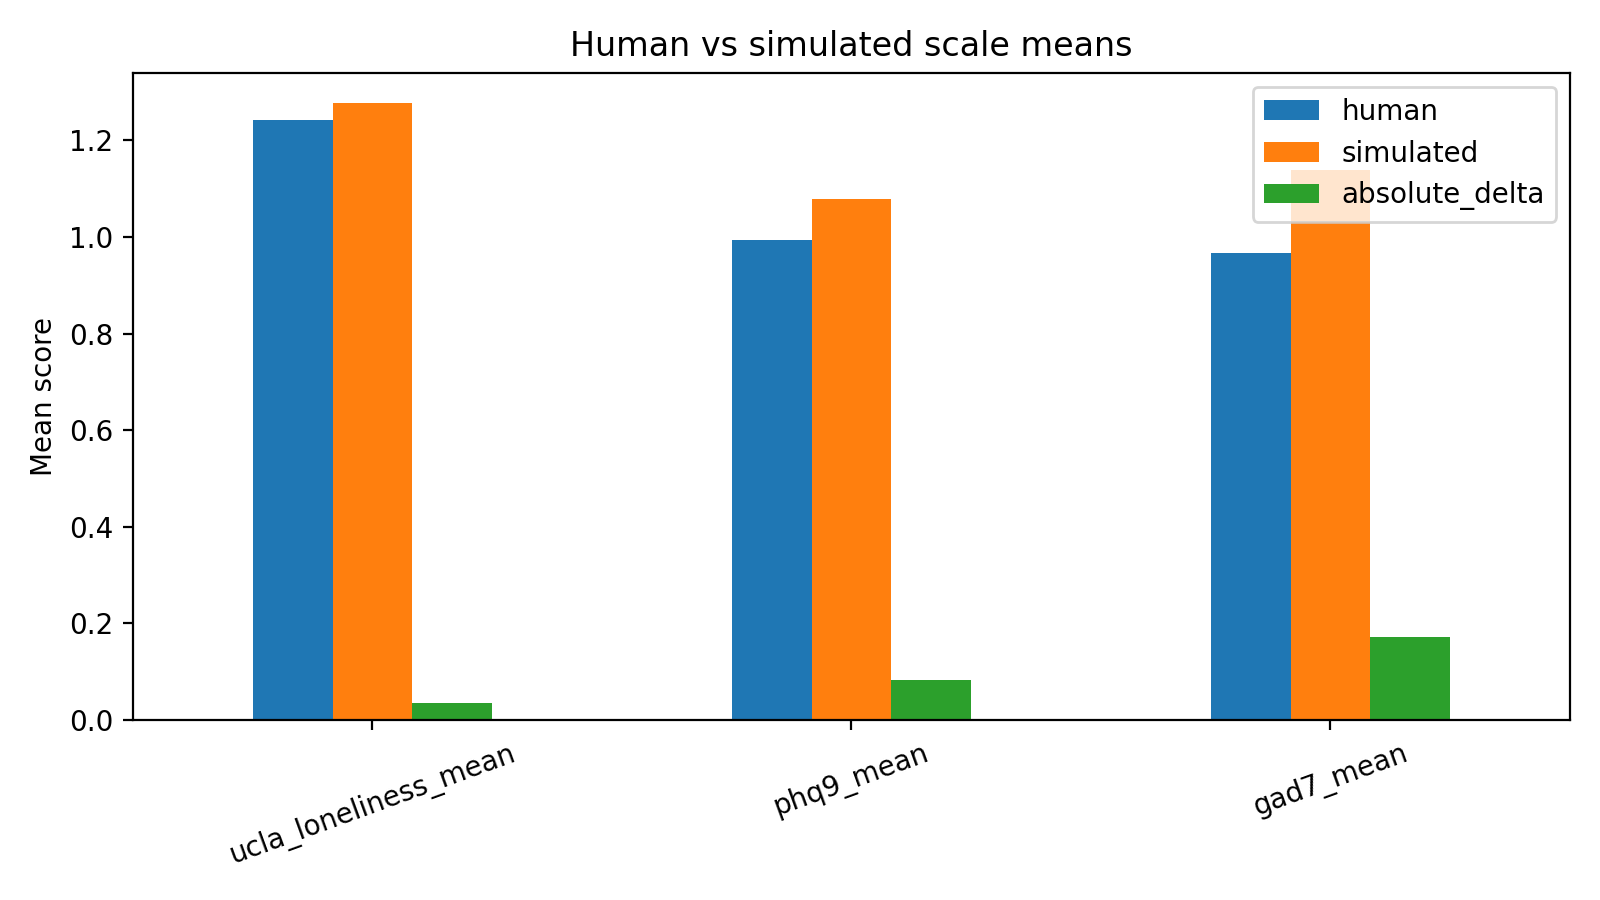 Human vs simulated scale means
human
simulated
absolute_delta
Mean score
1.2
1.0
0.8
0.6
0.4
0.2
0.0
ucla_loneliness_mean
phq9_mean
gad7_mean